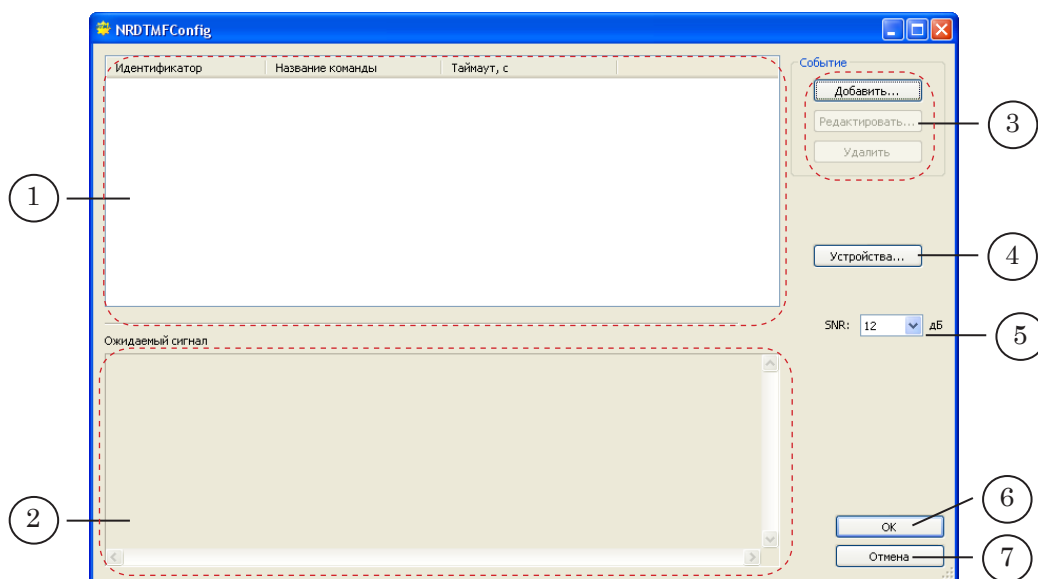 NRDTMFConfig
Идентификатор Название команды Таймаут, с
Событие
Добавить...
Редактировать...
Удалить
3
1
Устройства...
4
SNR: 12 дБ
5
Ожидаемый сигнал
2
6
ОК
Отмена
7